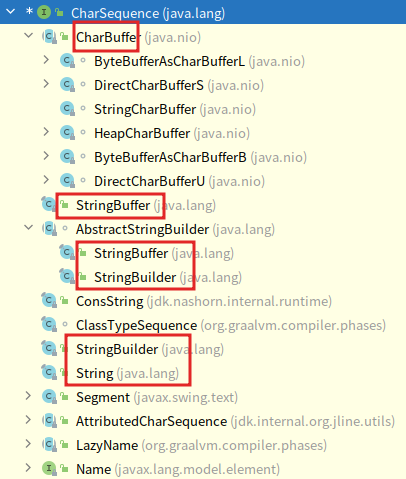 * CharSequence (java.lang)
CharBuffer (java.nio)
ByteBufferAsCharBufferL (java.nio)
DirectCharBufferS (java.nio)
StringCharBuffer (java.nio)
HeapCharBuffer (java.nio)
ByteBufferAsCharBufferB (java.nio)
DirectCharBufferU (java.nio)
StringBuffer (java.lang)
AbstractStringBuilder (java.lang)
StringBuffer (java.lang)
StringBuilder (java.lang)
ConsString (jdk.nashorn.internal.runtime)
ClassTypeSequence (org.graalvm.compiler.phases)
StringBuilder (java.lang)
String (java.lang)
Segment (javax.swing.text)
AttributedCharSequence (jdk.internal.org.jline.utils)
LazyName (org.graalvm.compiler.phases)
Name (javax.lang.model.element)